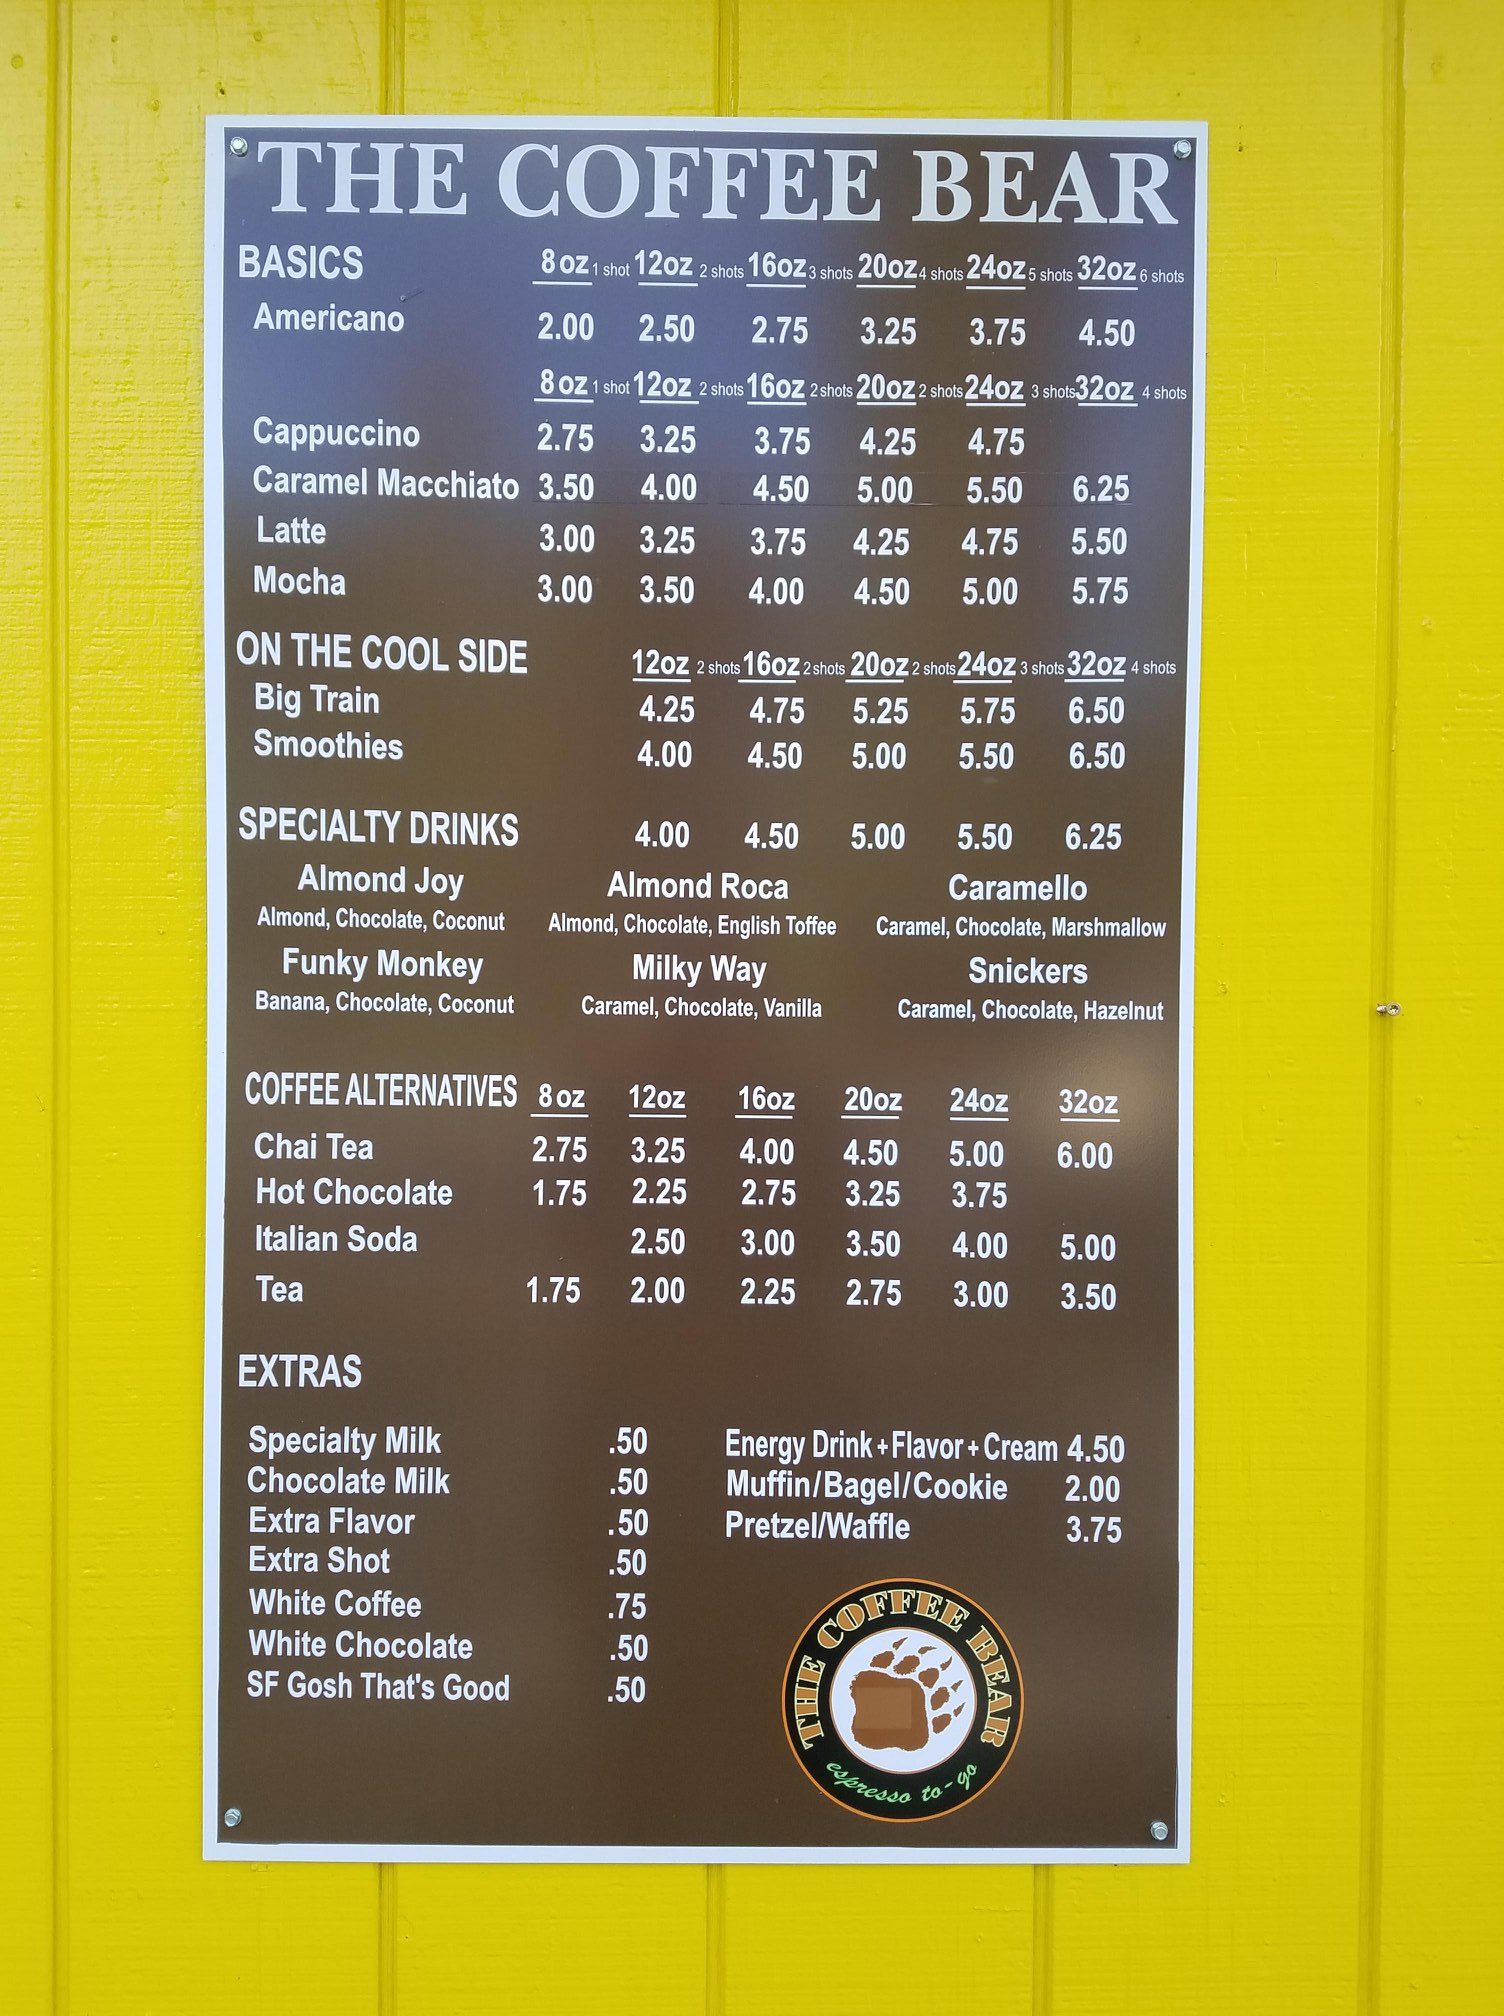 THE COFFEE BEAR
BASICS 8oz 1 shot 12oz 2 shots 16oz 3 shots 20oz 4 shots 24oz 5 shots 32oz 6 shots
Americano 2.00 2.50 2.75 3.25 3.75 4.50
8oz 1 shot 12oz 2 shots 16oz 2 shots 20oz 2 shots 24oz 3 shots 32oz 4 shots
Cappuccino 2.75 3.25 3.75 4.25 4.75
Caramel Macchiato 3.50 4.00 4.50 5.00 5.50 6.25
Latte 3.00 3.25 3.75 4.25 4.75 5.50
Mocha 3.00 3.50 4.00 4.50 5.00 5.75
ON THE COOL SIDE 12oz 2 shots 16oz 2 shots 20oz 2 shots 24oz 3 shots 32oz 4 shots
Big Train 4.25 4.75 5.25 5.75 6.50
Smoothies 4.00 4.50 5.00 5.50 6.50
SPECIALTY DRINKS 4.00 4.50 5.00 5.50 6.25
Almond Joy Almond Roca Caramello
Almond, Chocolate, Coconut Almond, Chocolate, English Toffee Caramel, Chocolate, Marshmallow
Funky Monkey Milky Way Snickers
Banana, Chocolate, Coconut Caramel, Chocolate, Vanilla Caramel, Chocolate, Hazelnut
COFFEE ALTERNATIVES 8oz 12oz 16oz 20oz 24oz 32oz
Chai Tea 2.75 3.25 4.00 4.50 5.00 6.00
Hot Chocolate 1.75 2.25 2.75 3.25 3.75
Italian Soda 2.50 3.00 3.50 4.00 5.00
Tea 1.75 2.00 2.25 2.75 3.00 3.50
EXTRAS
Specialty Milk .50 Energy Drink + Flavor + Cream 4.50
Chocolate Milk .50 Muffin/Bagel/Cookie 2.00
Extra Flavor .50 Pretzel/Waffle 3.75
Extra Shot .50
White Coffee .75
White Chocolate .50
SF Gosh That's Good .50
THE COFFEE BEAR
espresso to-go